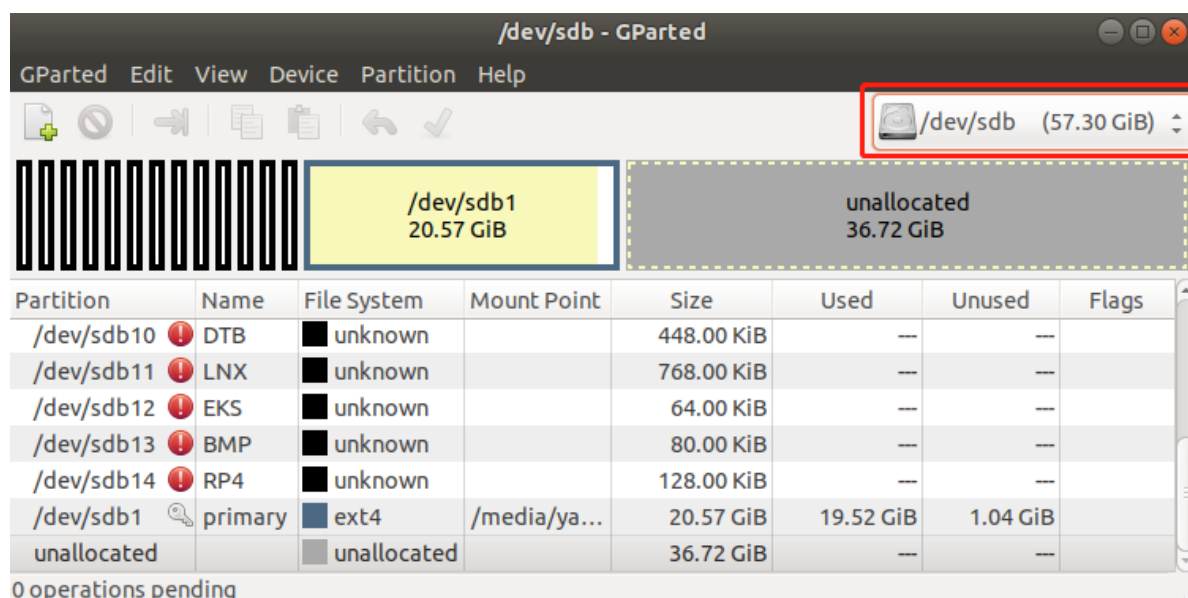 /dev/sdb - GParted
GParted Edit View Device Partition Help
/dev/sdb (57.30 GiB)
/dev/sdb1
20.57 GiB
unallocated
36.72 GiB
Partition Name File System Mount Point Size Used Unused Flags
/dev/sdb10 DTB unknown 448.00 KiB --- ---
/dev/sdb11 LNX unknown 768.00 KiB --- ---
/dev/sdb12 EKS unknown 64.00 KiB --- ---
/dev/sdb13 BMP unknown 80.00 KiB --- ---
/dev/sdb14 RP4 unknown 128.00 KiB --- ---
/dev/sdb1 primary ext4 /media/ya... 20.57 GiB 19.52 GiB 1.04 GiB
unallocated unallocated 36.72 GiB --- ---
0 operations pending